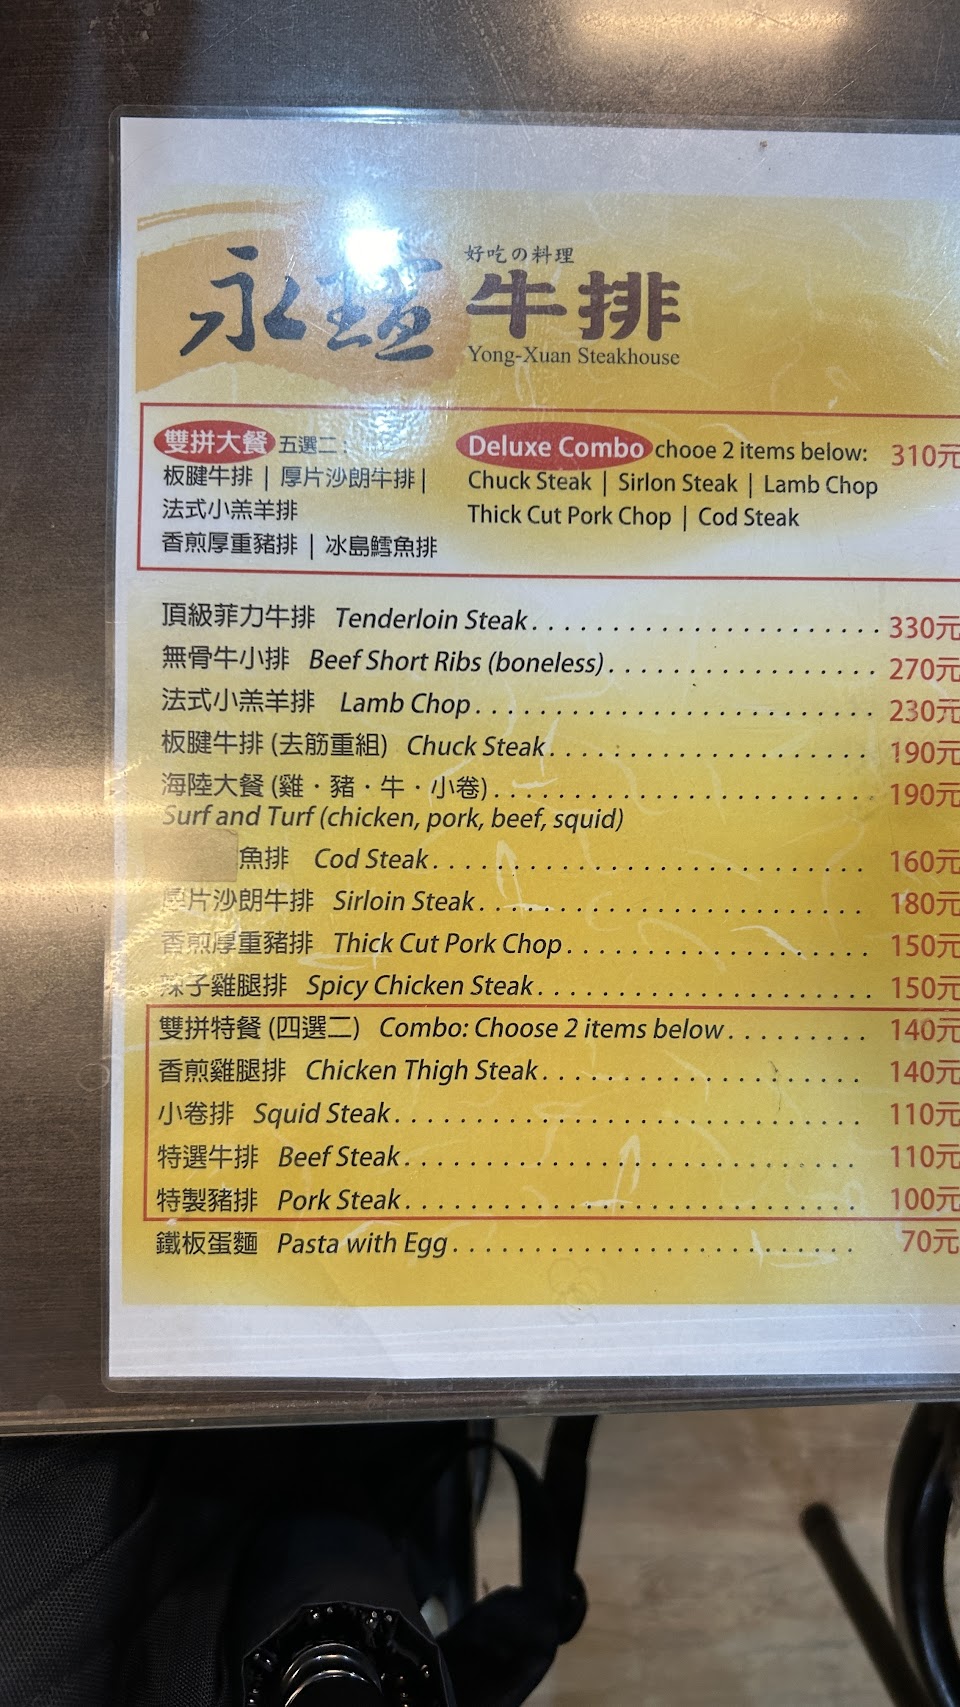 好吃の料理
永瑄 牛排
Yong-Xuan Steakhouse
雙拼大餐 五選二:
板腱牛排 | 厚片沙朗牛排 |
法式小羔羊排
香煎厚重豬排 | 冰島鱈魚排
Deluxe Combo chooe 2 items below: 310元
Chuck Steak | Sirlon Steak | Lamb Chop
Thick Cut Pork Chop | Cod Steak
頂級菲力牛排 Tenderloin Steak. . . . . . . . . . . . . . . . . . . . . . 330元
無骨牛小排 Beef Short Ribs (boneless). . . . . . . . . . . . . . . . . 270元
法式小羔羊排 Lamb Chop. . . . . . . . . . . . . . . . . . . . . . . . . 230元
板腱牛排 (去筋重組) Chuck Steak. . . . . . . . . . . . . . . . . . . . 190元
海陸大餐 (雞・豬・牛・小卷). . . . . . . . . . . . . . . . . . . . . . . . 190元
Surf and Turf (chicken, pork, beef, squid)
魚排 Cod Steak. . . . . . . . . . . . . . . . . . . . . . . . . . . 160元
厚片沙朗牛排 Sirloin Steak. . . . . . . . . . . . . . . . . . . . . . . . 180元
香煎厚重豬排 Thick Cut Pork Chop. . . . . . . . . . . . . . . . . . . 150元
辣子雞腿排 Spicy Chicken Steak. . . . . . . . . . . . . . . . . . . . . 150元
雙拼特餐 (四選二) Combo: Choose 2 items below . . . . . . . . . 140元
香煎雞腿排 Chicken Thigh Steak. . . . . . . . . . . . . . . . . . . . 140元
小卷排 Squid Steak. . . . . . . . . . . . . . . . . . . . . . . . . . . . . 110元
特選牛排 Beef Steak. . . . . . . . . . . . . . . . . . . . . . . . . . . . 110元
特製豬排 Pork Steak. . . . . . . . . . . . . . . . . . . . . . . . . . . . 100元
鐵板蛋麵 Pasta with Egg. . . . . . . . . . . . . . . . . . . . . . . . . 70元